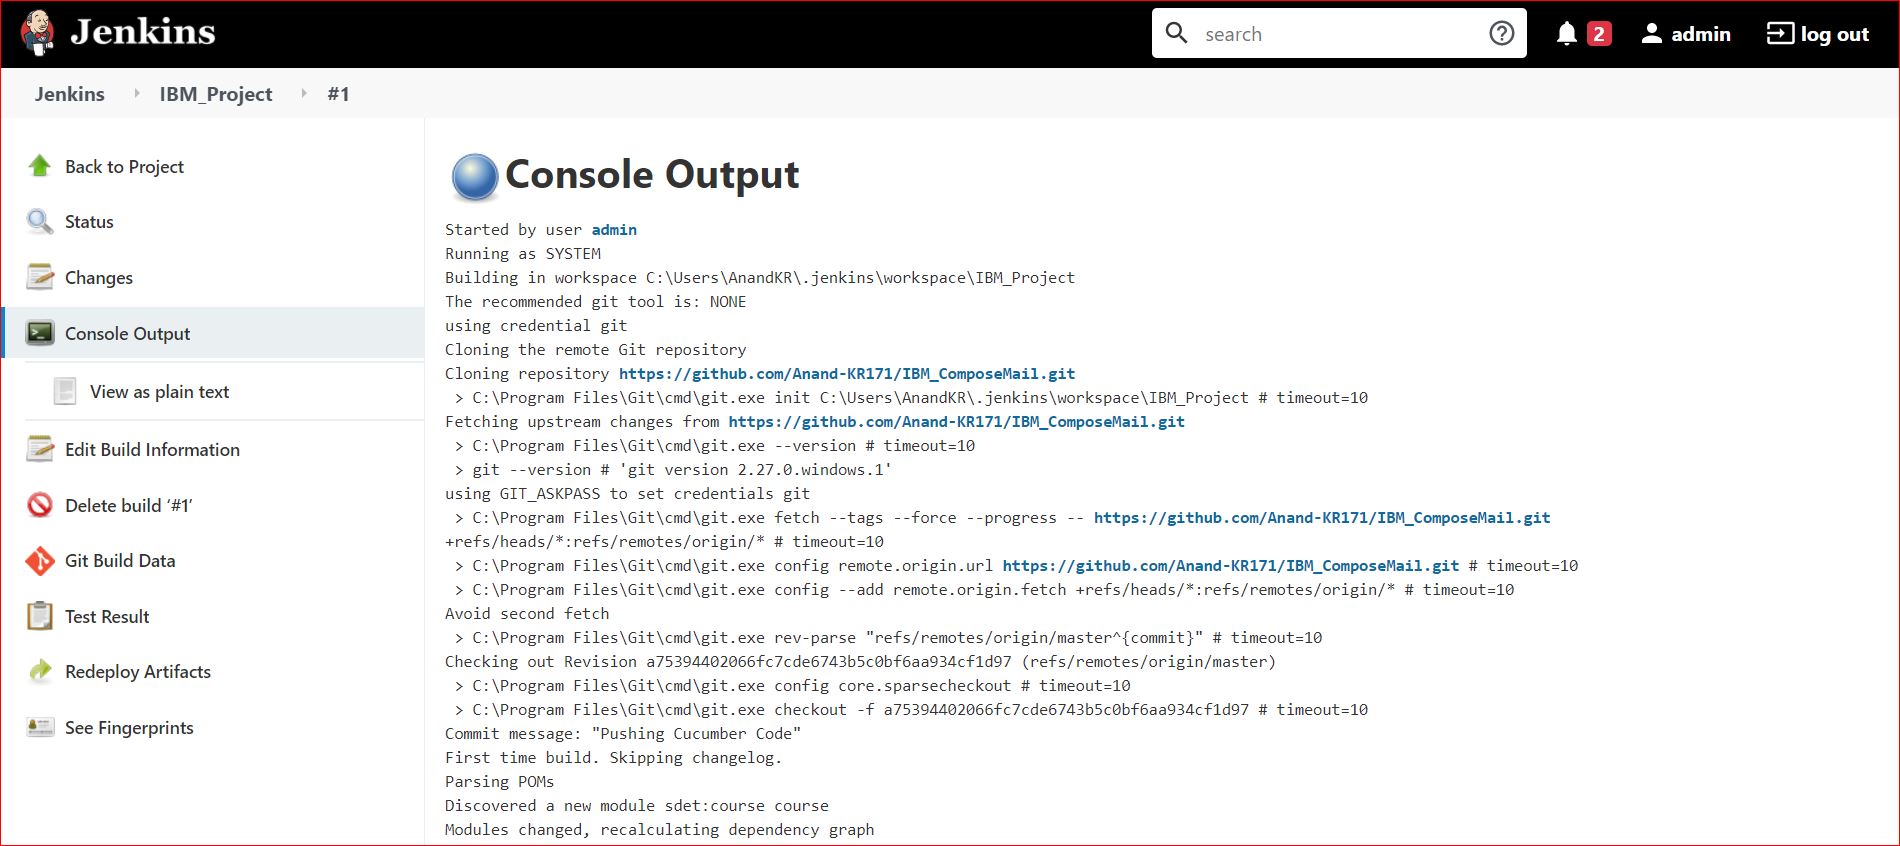 Jenkins
search
2
admin
log out
Jenkins
IBM_Project
#1
Back to Project
Status
Changes
Console Output
View as plain text
Edit Build Information
Delete build ‘#1’
Git Build Data
Test Result
Redeploy Artifacts
See Fingerprints
Console Output
Started by user admin
Running as SYSTEM
Building in workspace C:\Users\AnandKR\.jenkins\workspace\IBM_Project
The recommended git tool is: NONE
using credential git
Cloning the remote Git repository
Cloning repository https://github.com/Anand-KR171/IBM_ComposeMail.git
> C:\Program Files\Git\cmd\git.exe init C:\Users\AnandKR\.jenkins\workspace\IBM_Project # timeout=10
Fetching upstream changes from https://github.com/Anand-KR171/IBM_ComposeMail.git
> C:\Program Files\Git\cmd\git.exe --version # timeout=10
> git --version # 'git version 2.27.0.windows.1'
using GIT_ASKPASS to set credentials git
> C:\Program Files\Git\cmd\git.exe fetch --tags --force --progress -- https://github.com/Anand-KR171/IBM_ComposeMail.git
+refs/heads/*:refs/remotes/origin/* # timeout=10
> C:\Program Files\Git\cmd\git.exe config remote.origin.url https://github.com/Anand-KR171/IBM_ComposeMail.git # timeout=10
> C:\Program Files\Git\cmd\git.exe config --add remote.origin.fetch +refs/heads/*:refs/remotes/origin/* # timeout=10
Avoid second fetch
> C:\Program Files\Git\cmd\git.exe rev-parse "refs/remotes/origin/master^{commit}" # timeout=10
Checking out Revision a75394402066fc7cde6743b5c0bf6aa934cf1d97 (refs/remotes/origin/master)
> C:\Program Files\Git\cmd\git.exe config core.sparsecheckout # timeout=10
> C:\Program Files\Git\cmd\git.exe checkout -f a75394402066fc7cde6743b5c0bf6aa934cf1d97 # timeout=10
Commit message: "Pushing Cucumber Code"
First time build. Skipping changelog.
Parsing POMs
Discovered a new module sdet:course course
Modules changed, recalculating dependency graph